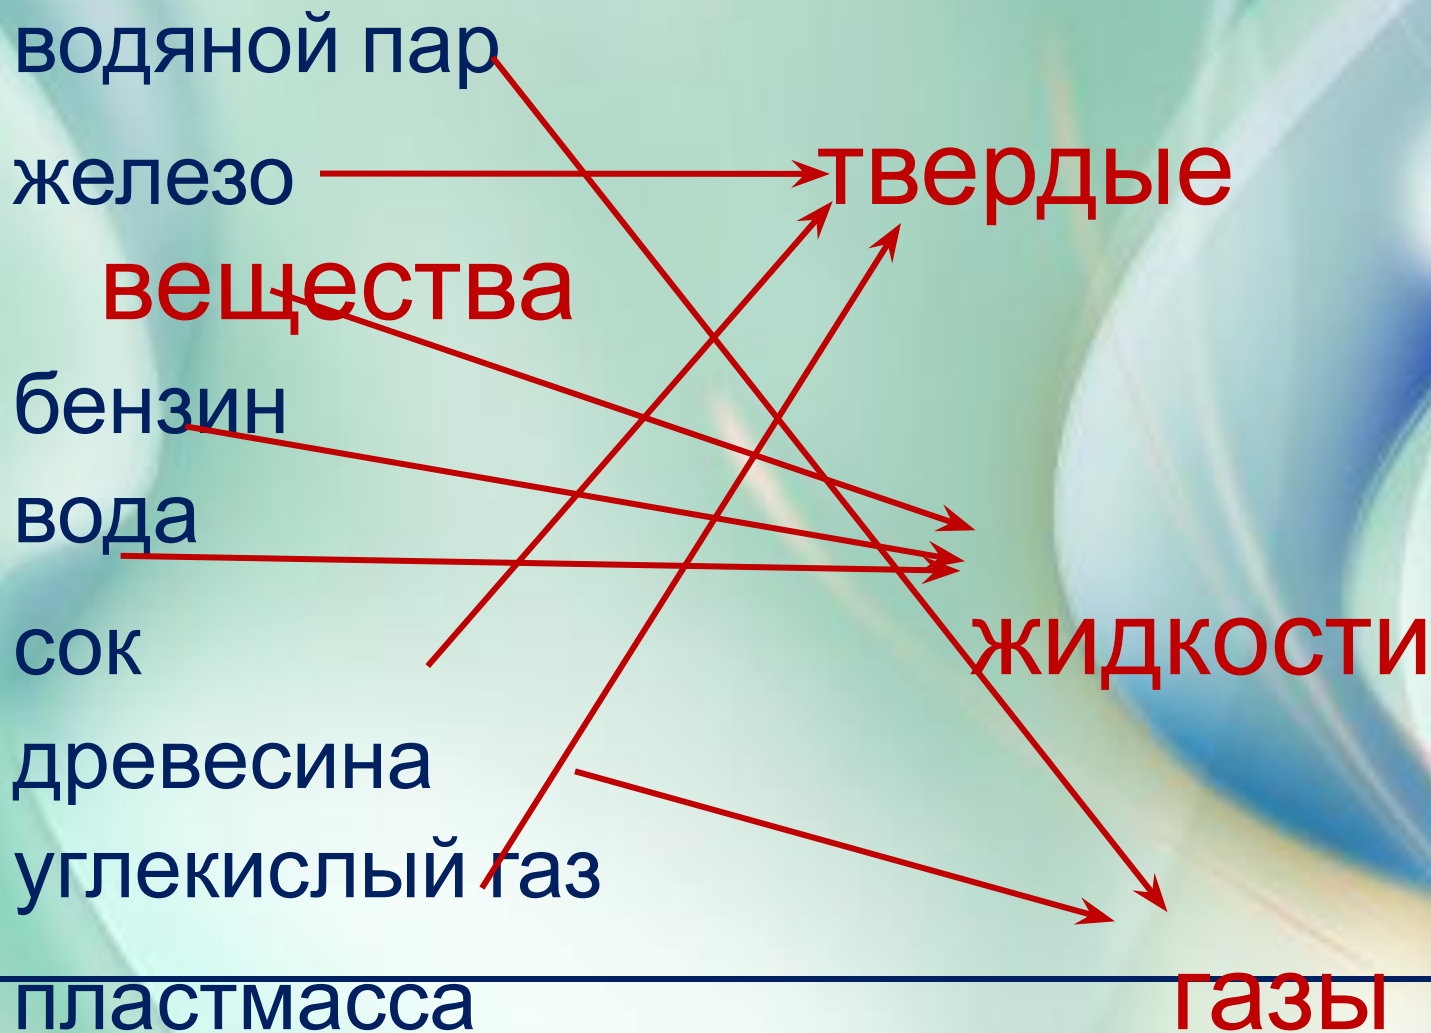 водяной пар
железо
твердые
вещества
бензин
вода
сок
жидкости
древесина
углекислый газ
пластмасса
газы